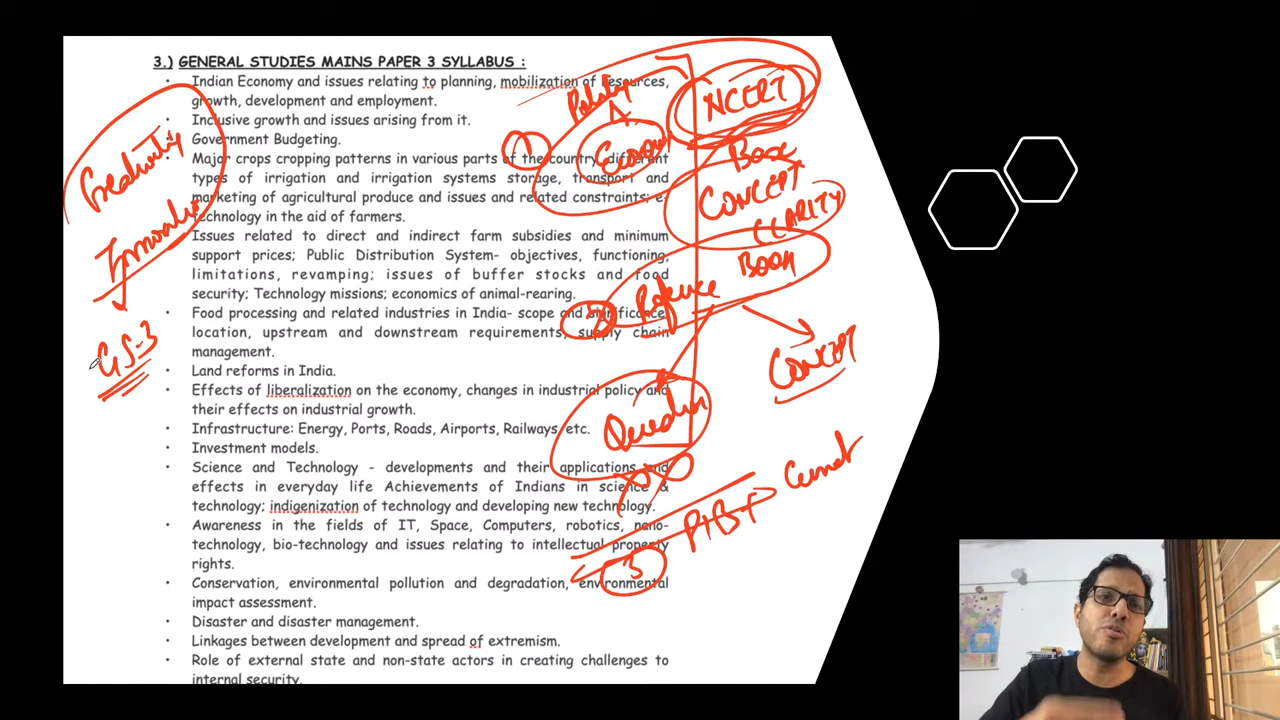 3.) GENERAL STUDIES MAINS PAPER 3 SYLLABUS :
• Indian Economy and issues relating to planning, mobilization of resources,
growth, development and employment.
• Inclusive growth and issues arising from it.
• Government Budgeting.
• Major crops cropping patterns in various parts of the country, different
types of irrigation and irrigation systems storage, transport and
marketing of agricultural produce and issues and related constraints; e-
technology in the aid of farmers.
• Issues related to direct and indirect farm subsidies and minimum
support prices; Public Distribution System- objectives, functioning,
limitations, revamping; issues of buffer stocks and food
security; Technology missions; economics of animal-rearing.
• Food processing and related industries in India- scope and significance,
location, upstream and downstream requirements, supply chain
management.
• Land reforms in India.
• Effects of liberalization on the economy, changes in industrial policy and
their effects on industrial growth.
• Infrastructure: Energy, Ports, Roads, Airports, Railways, etc.
• Investment models.
• Science and Technology - developments and their applications and
effects in everyday life Achievements of Indians in science &
technology; indigenization of technology and developing new technology.
• Awareness in the fields of IT, Space, Computers, robotics, nano-
technology, bio-technology and issues relating to intellectual property
rights.
• Conservation, environmental pollution and degradation, environmental
impact assessment.
• Disaster and disaster management.
• Linkages between development and spread of extremism.
• Role of external state and non-state actors in creating challenges to
internal security.
Creativity
GS-3
1
NCERT
CONCEPT
CLARITY
2
Book
CONCEPT
3
PIB +